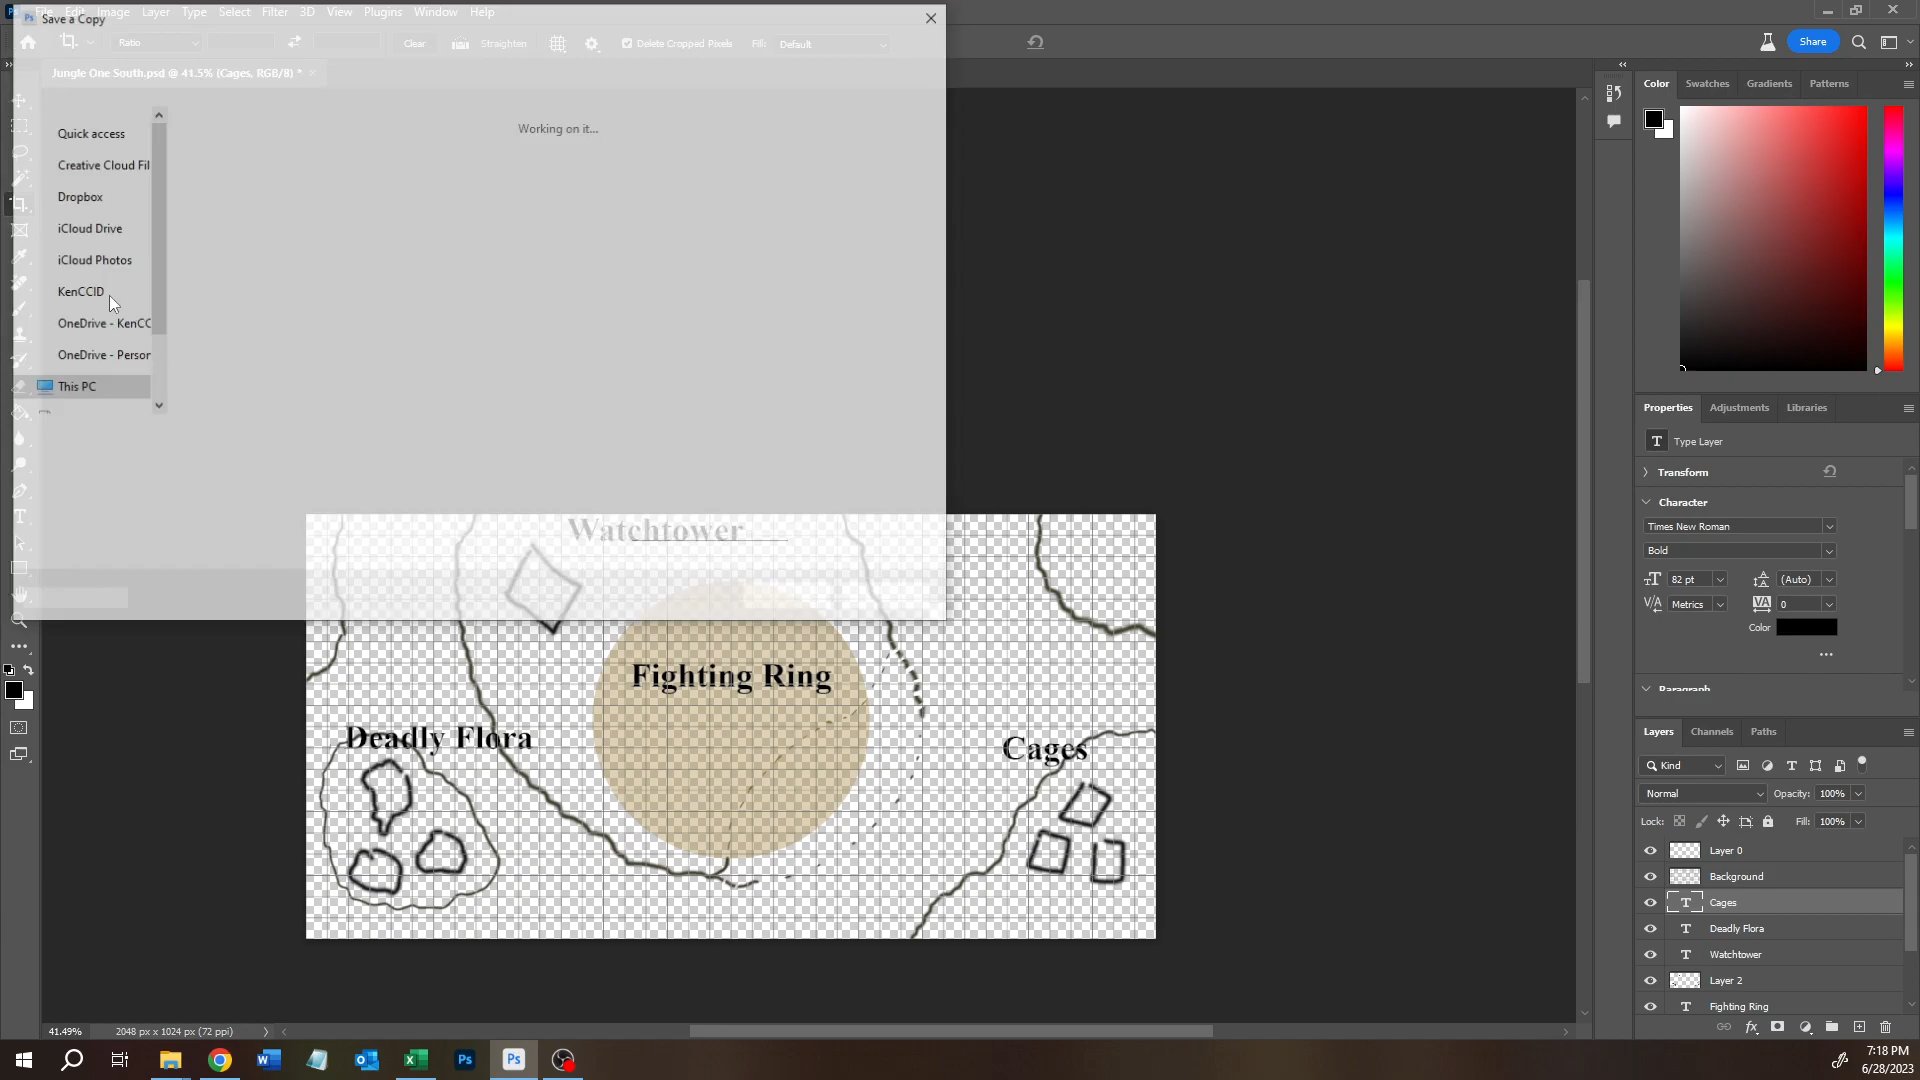 File Edit Image Layer Type Select Filter 3D View Plugins Window Help
Save a Copy
Ratio
Clear
Straighten
Delete Cropped Pixels
Fill:
Default
Share
Jungle One South.psd @ 41.5% (Cages, RGB/8) *
Quick access
Creative Cloud Fil
Dropbox
iCloud Drive
iCloud Photos
KenCCID
OneDrive - KenCC
OneDrive - Person
This PC
Working on it...
Watchtower
Fighting Ring
Deadly Flora
Cages
41.49%
2048 px x 1024 px (72 ppi)
Color
Swatches
Gradients
Patterns
Properties
Adjustments
Libraries
T Type Layer
Transform
Character
Times New Roman
Bold
82 pt
(Auto)
Metrics
0
Color
Paragraph
Layers
Channels
Paths
Kind
Normal
Opacity: 100%
Lock:
Fill: 100%
Layer 0
Background
T Cages
T Deadly Flora
T Watchtower
Layer 2
T Fighting Ring
fx
7:18 PM
6/28/2023